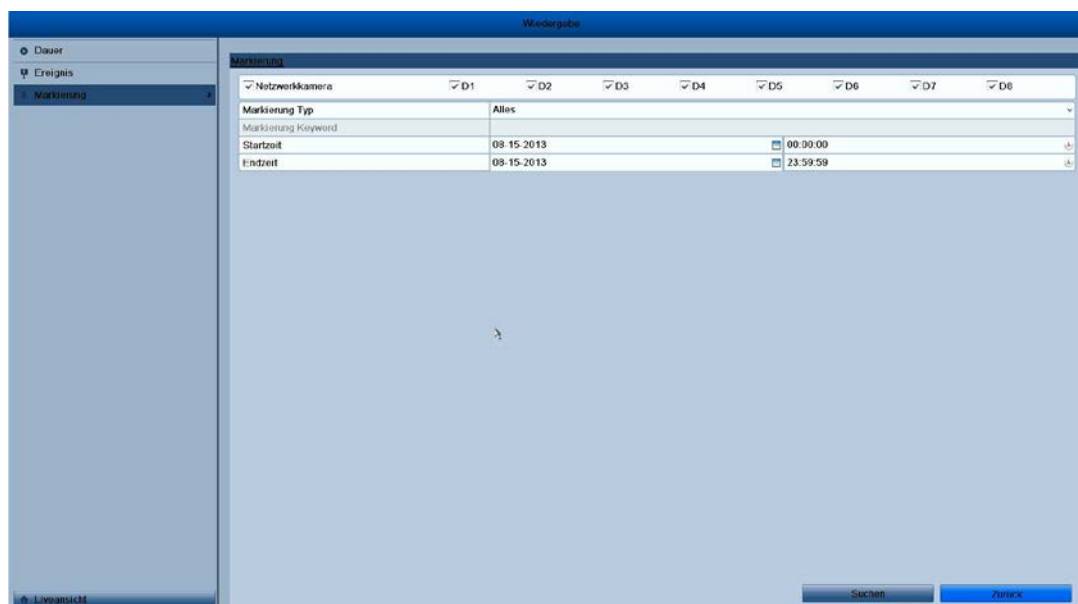 Wiedergabe
Dauer
Ereignis
Markierung
Markierung
Netzwerkkamera D1 D2 D3 D4 D5 D6 D7 D8
Markierung Typ Alles
Markierung Keyword
Startzeit 08-15-2013 00:00:00
Endzeit 08-15-2013 23:59:59
Liveansicht Suchen Zurück